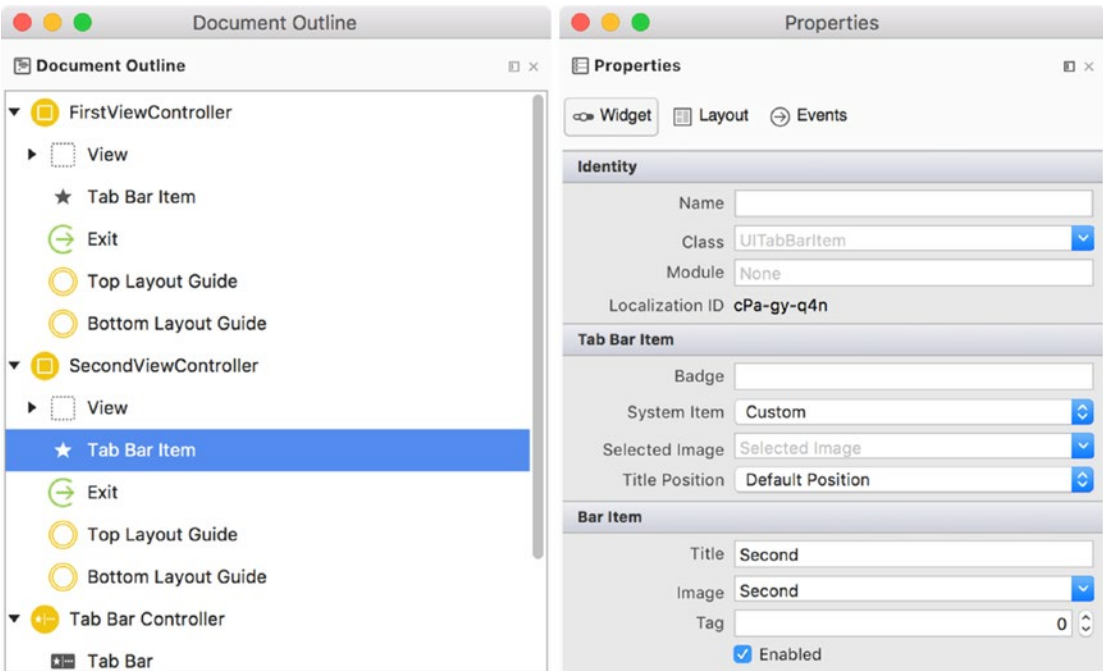 Document Outline
Document Outline
FirstViewController
View
Tab Bar Item
Exit
Top Layout Guide
Bottom Layout Guide
SecondViewController
View
Tab Bar Item
Exit
Top Layout Guide
Bottom Layout Guide
Tab Bar Controller
Tab Bar
Properties
Properties
Widget Layout Events
Identity
Name
Class UITabBarItem
Module None
Localization ID cPa-gy-q4n
Tab Bar Item
Badge
System Item Custom
Selected Image Selected Image
Title Position Default Position
Bar Item
Title Second
Image Second
Tag 0
Enabled